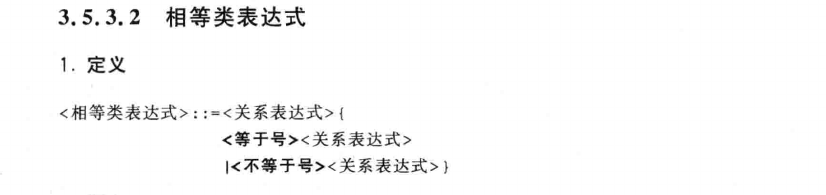 3.5.3.2 相等类表达式
1. 定义
<相等类表达式>::=<关系表达式>{
<等于号><关系表达式>
|<不等于号><关系表达式>}